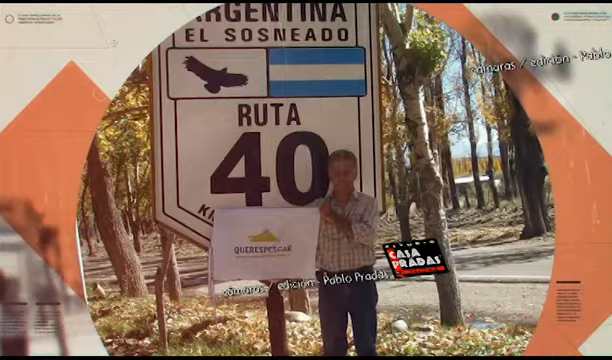 ARGENTINA
EL SOSNEADO
RUTA
40
QUERESPESCAR
cámaras / edición - Pablo
cámaras / edición - Pablo Pradas
CASA
PRADAS